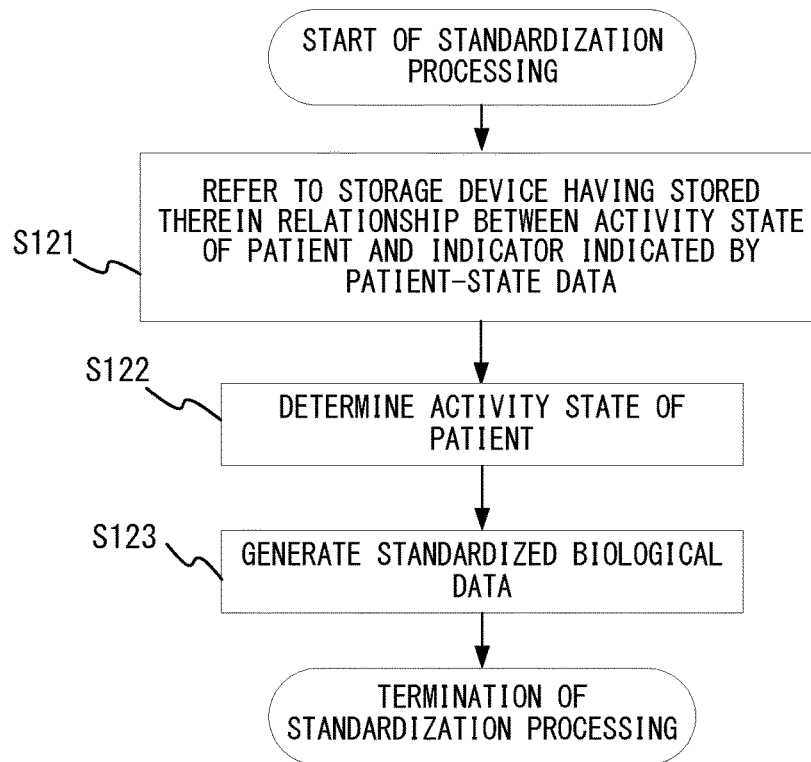 START OF STANDARDIZATION
PROCESSING
REFER TO STORAGE DEVICE HAVING STORED
THEREIN RELATIONSHIP BETWEEN ACTIVITY STATE
OF PATIENT AND INDICATOR INDICATED BY
PATIENT-STATE DATA
S121
S122
DETERMINE ACTIVITY STATE OF
PATIENT
S123
GENERATE STANDARDIZED BIOLOGICAL
DATA
TERMINATION OF
STANDARDIZATION PROCESSING